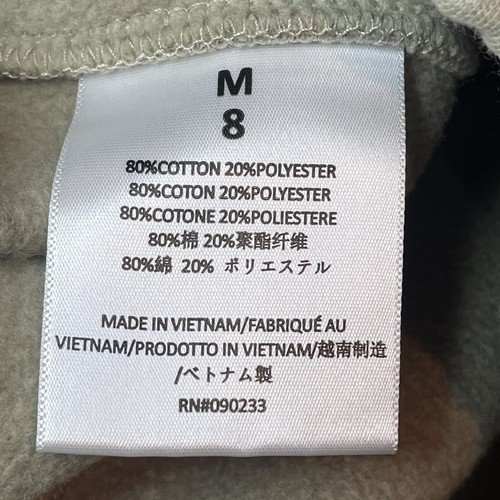 M
8
80%COTTON 20%POLYESTER
80%COTON 20%POLYESTER
80%COTONE 20%POLIESTERE
80%棉 20%聚酯纤维
80%綿 20% ポリエステル
MADE IN VIETNAM/FABRIQUÉ AU
VIETNAM/PRODOTTO IN VIETNAM/越南制造
/ベトナム製
RN#090233